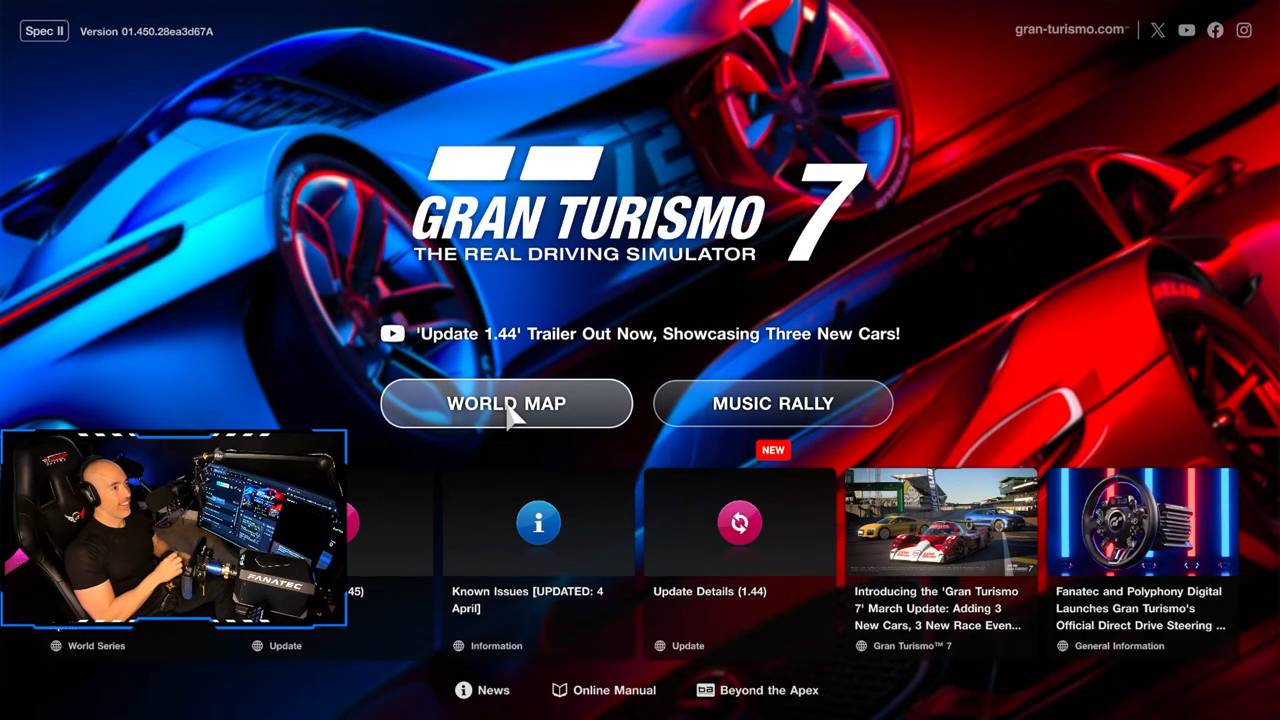 Spec II
Version 01.450.28ea3d67A
gran-turismo.com™
72
GRAN TURISMO 7
THE REAL DRIVING SIMULATOR
'Update 1.44' Trailer Out Now, Showcasing Three New Cars!
WORLD MAP
MUSIC RALLY
NEW
FANATEC
45)
Known Issues [UPDATED: 4
April]
Update Details (1.44)
Introducing the 'Gran Turismo
7' March Update: Adding 3
New Cars, 3 New Race Even...
Fanatec and Polyphony Digital
Launches Gran Turismo's
Official Direct Drive Steering ...
World Series
Update
Information
Update
Gran Turismo™ 7
General Information
News
Online Manual
Beyond the Apex